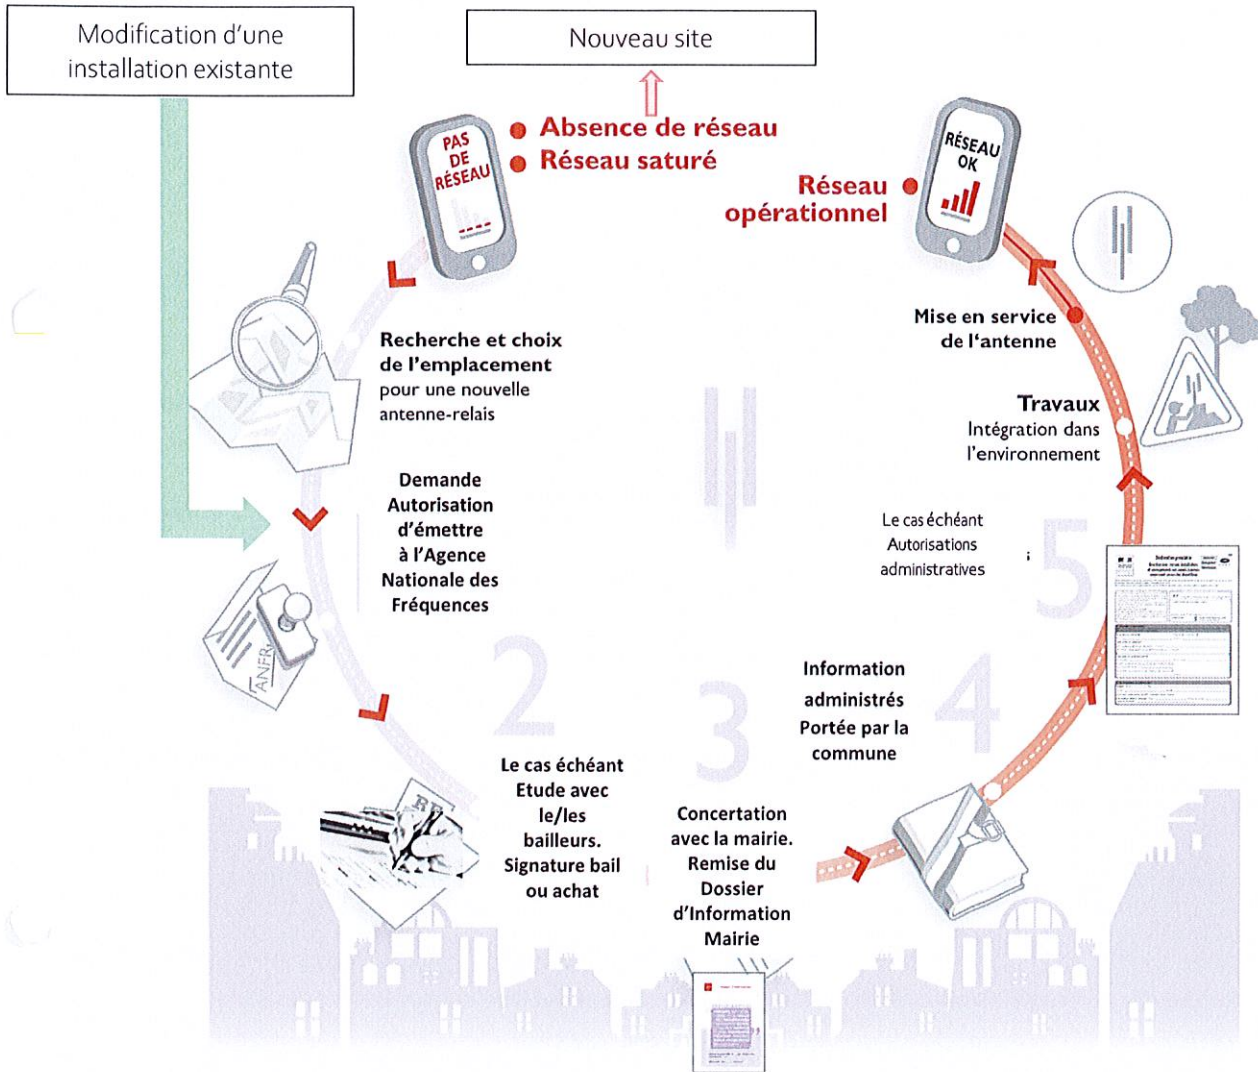 Modification d'une
installation existante
Nouveau site
PAS
DE
RÉSEAU
Absence de réseau
Réseau saturé
RÉSEAU
OK
Réseau
opérationnel
Recherche et choix
de l'emplacement
pour une nouvelle
antenne-relais
Mise en service
de l'antenne
Travaux
Intégration dans
l'environnement
1
Demande
Autorisation
d'émettre
à l'Agence
Nationale des
Fréquences
ANFR
5
Le cas échéant
Autorisations
administratives
;
2
Le cas échéant
Etude avec
le/les
bailleurs.
Signature bail
ou achat
3
Concertation
avec la mairie.
Remise du
Dossier
d'Information
Mairie
4
Information
administrés
Portée par la
commune